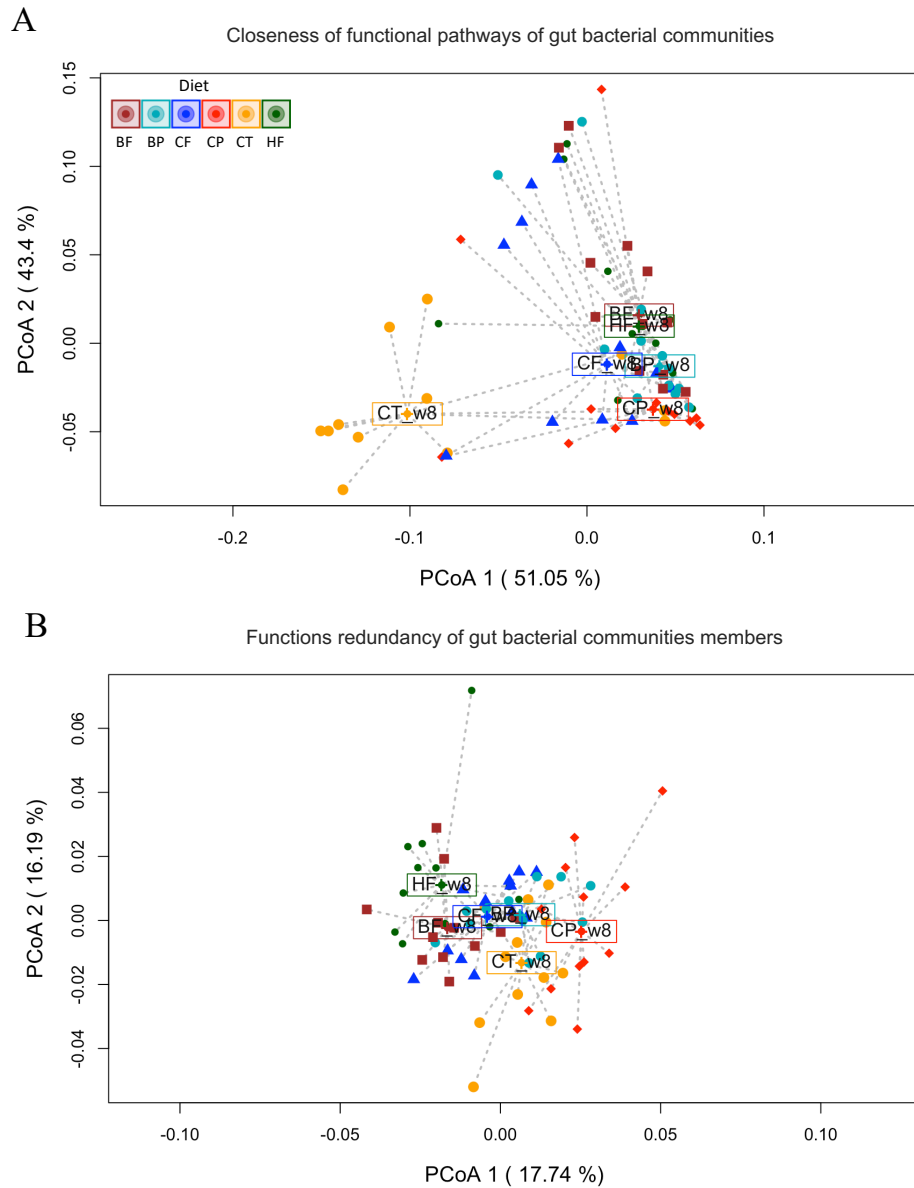 A
Closeness of functional pathways of gut bacterial communities
Diet
BF BP CF CP CT HF
0.15
0.10
0.05
0.00
-0.05
PCoA 2 ( 43.4 %)
BF_w8
HF_w8
CF_w8
BP_w8
CP_w8
CT_w8
-0.2 -0.1 0.0 0.1
PCoA 1 ( 51.05 %)
B
Functions redundancy of gut bacterial communities members
0.06
0.04
0.02
0.00
-0.02
-0.04
PCoA 2 ( 16.19 %)
HF_w8
CF_w8
BP_w8
BF_w8
CP_w8
CT_w8
-0.10 -0.05 0.00 0.05 0.10
PCoA 1 ( 17.74 %)